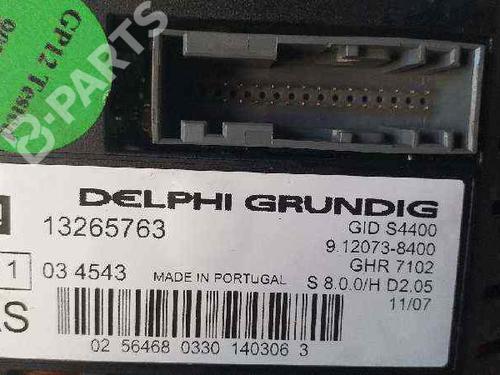 GPI2 Tested
B-PARTS
DELPHI GRUNDIG
13265763
GID S4400
9.12073-8400
GHR 7102
1 03 4543
MADE IN PORTUGAL
S 8.0.0/H D2.05
11/07
02 56468 0330 140306 3